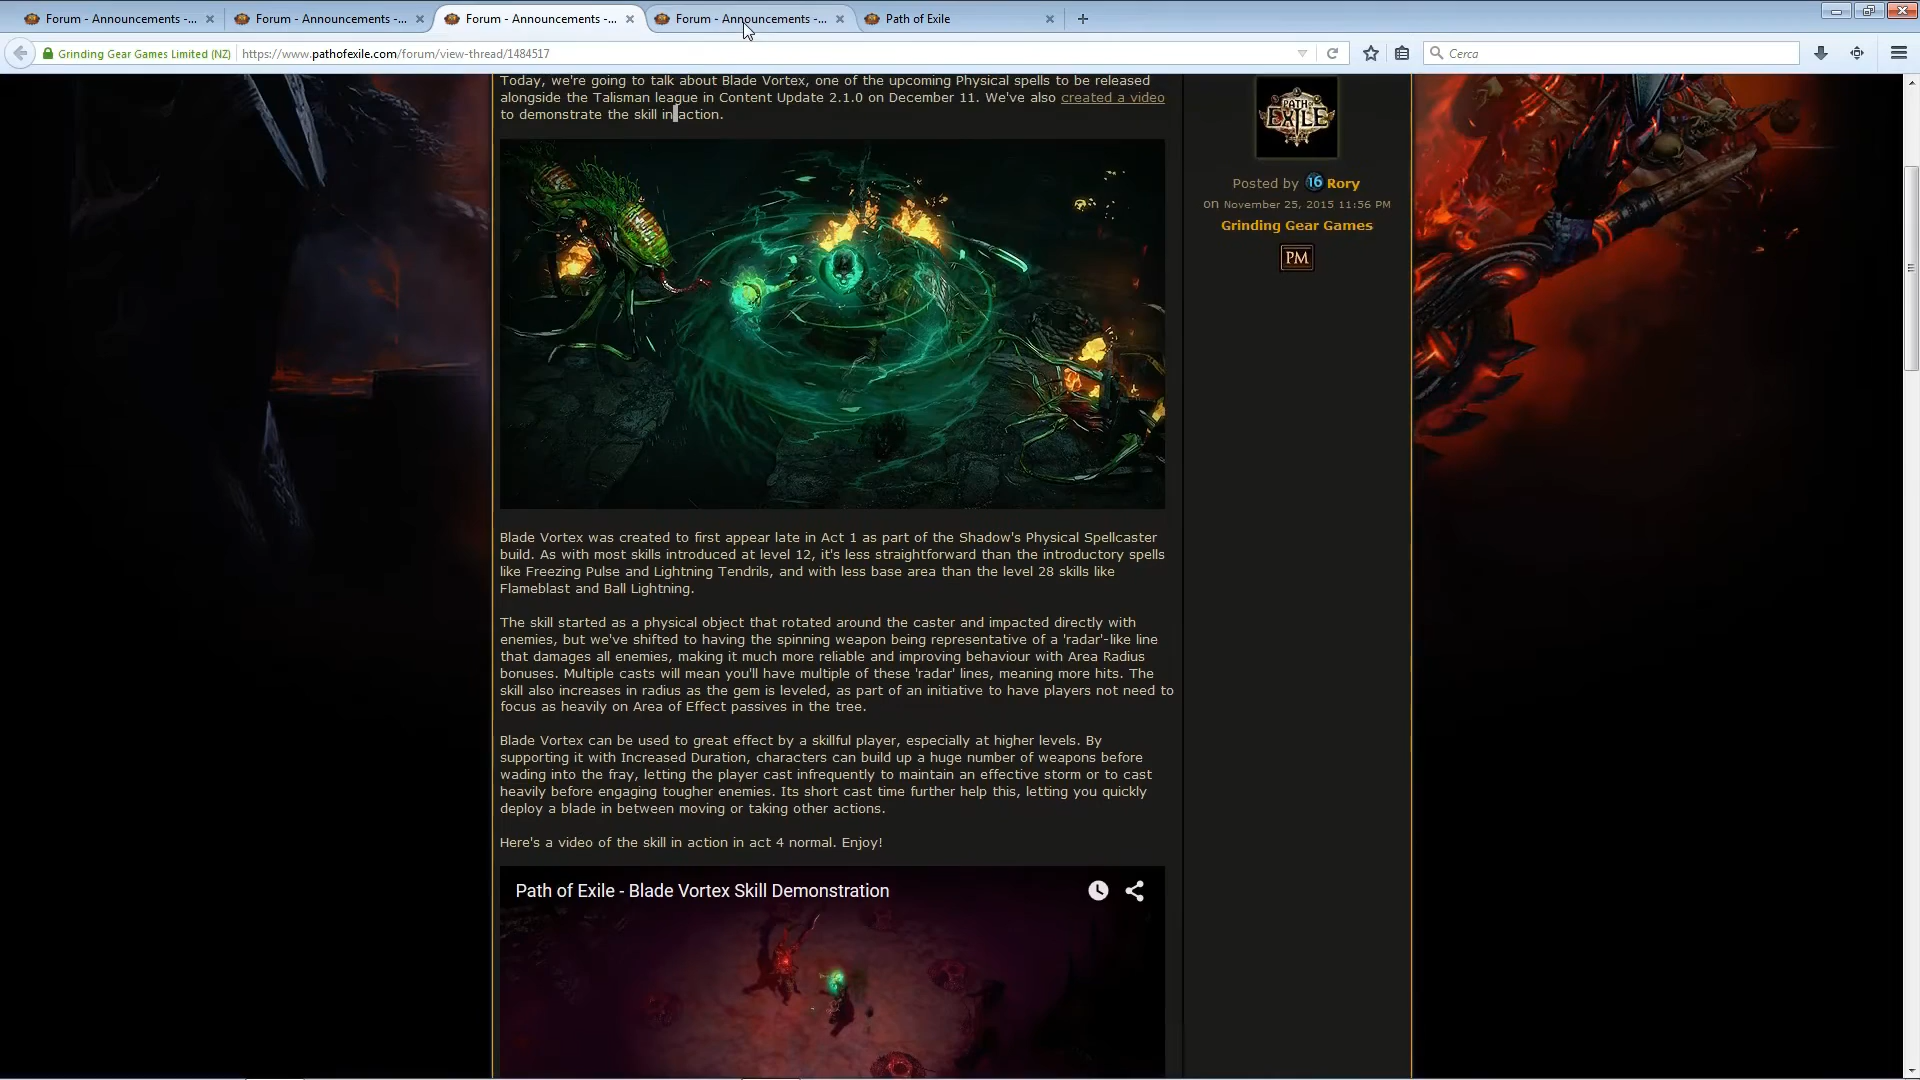 Forum - Announcements -... Forum - Announcements -... Forum - Announcements -... Forum - Announcements -... Path of Exile
Grinding Gear Games Limited (NZ) https://www.pathofexile.com/forum/view-thread/1484517 Cerca
Today, we're going to talk about Blade Vortex, one of the upcoming Physical spells to be released
alongside the Talisman league in Content Update 2.1.0 on December 11. We've also created a video
to demonstrate the skill in action.
PATH OF EXILE
Posted by 16 Rory
on November 25, 2015 11:56 PM
Grinding Gear Games
PM
Blade Vortex was created to first appear late in Act 1 as part of the Shadow's Physical Spellcaster
build. As with most skills introduced at level 12, it's less straightforward than the introductory spells
like Freezing Pulse and Lightning Tendrils, and with less base area than the level 28 skills like
Flameblast and Ball Lightning.
The skill started as a physical object that rotated around the caster and impacted directly with
enemies, but we've shifted to having the spinning weapon being representative of a 'radar'-like line
that damages all enemies, making it much more reliable and improving behaviour with Area Radius
bonuses. Multiple casts will mean you'll have multiple of these 'radar' lines, meaning more hits. The
skill also increases in radius as the gem is leveled, as part of an initiative to have players not need to
focus as heavily on Area of Effect passives in the tree.
Blade Vortex can be used to great effect by a skillful player, especially at higher levels. By
supporting it with Increased Duration, characters can build up a huge number of weapons before
wading into the fray, letting the player cast infrequently to maintain an effective storm or to cast
heavily before engaging tougher enemies. Its short cast time further help this, letting you quickly
deploy a blade in between moving or taking other actions.
Here's a video of the skill in action in act 4 normal. Enjoy!
Path of Exile - Blade Vortex Skill Demonstration